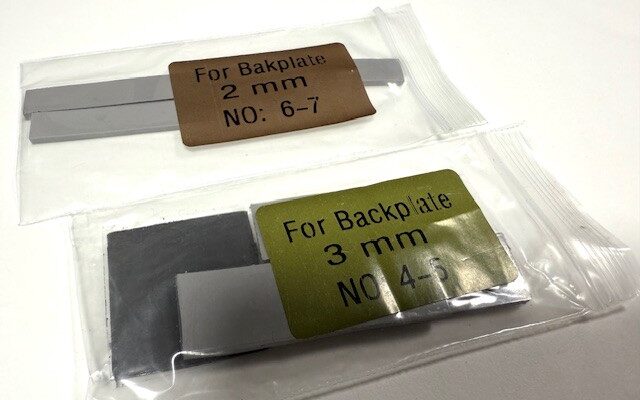 For Bakplate
2 mm
NO: 6-7
For Backplate
3 mm
NO: 4-5